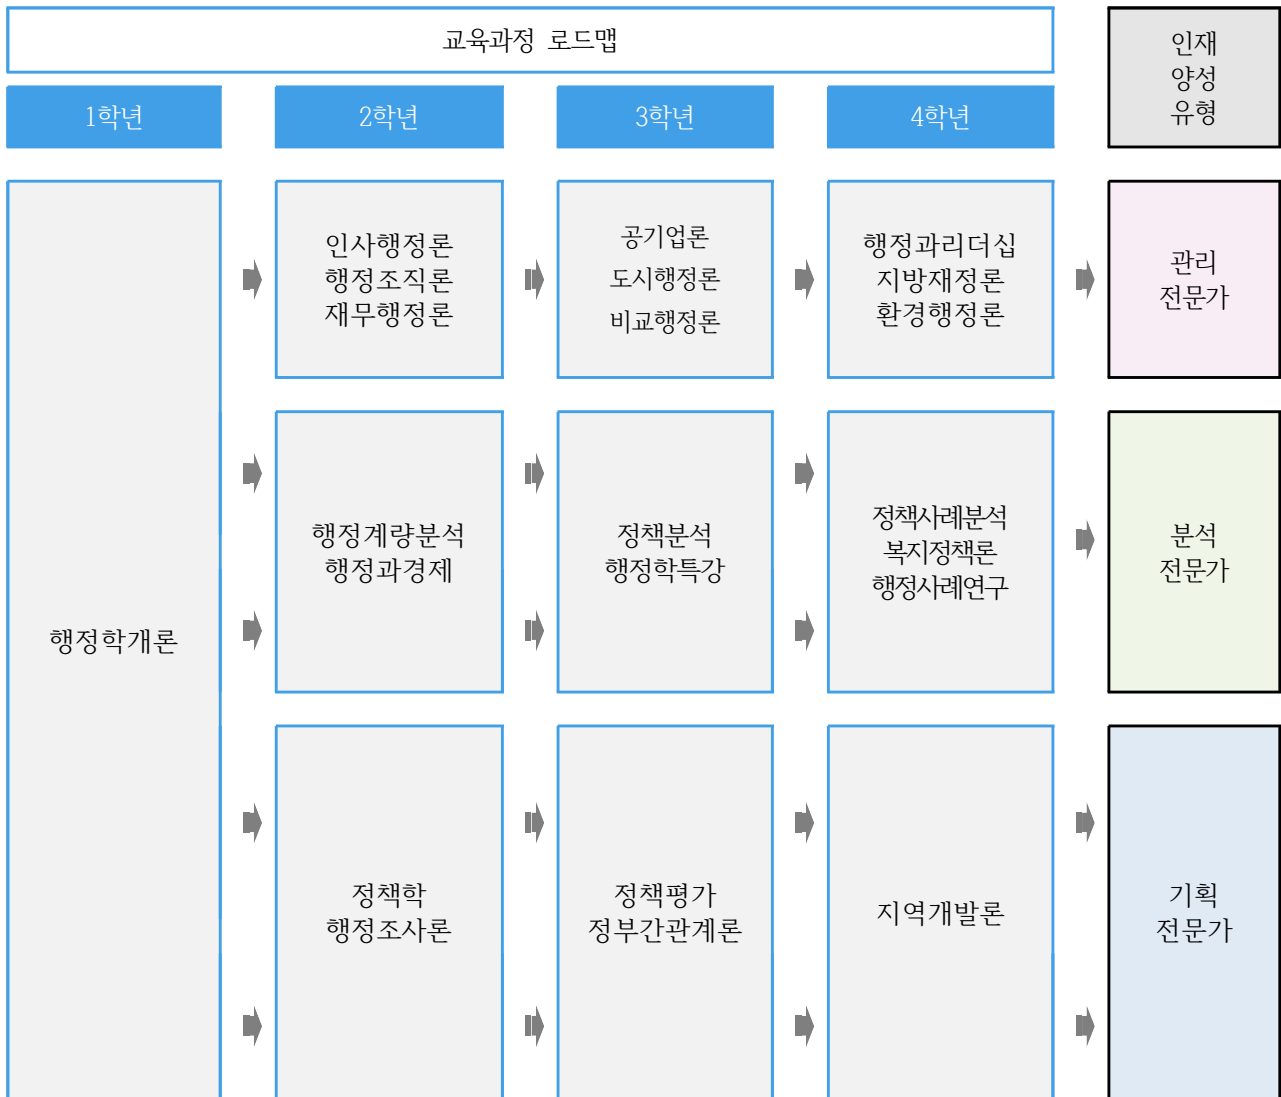 교육과정 로드맵
인재
양성
유형
1학년
2학년
3학년
4학년
행정학개론
인사행정론
행정조직론
재무행정론
공기업론
도시행정론
비교행정론
행정과리더십
지방재정론
환경행정론
관리
전문가
행정계량분석
행정과경제
정책분석
행정학특강
정책사례분석
복지정책론
행정사례연구
분석
전문가
정책학
행정조사론
정책평가
정부간관계론
지역개발론
기획
전문가